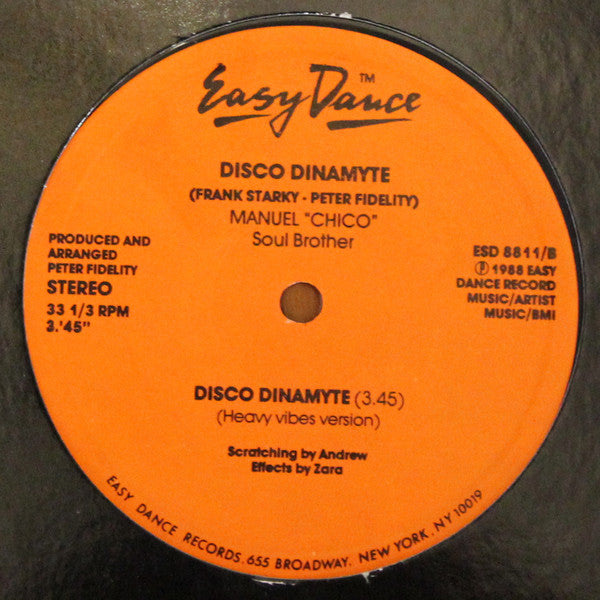 Easy Dance™
DISCO DINAMYTE
(FRANK STARKY - PETER FIDELITY)
MANUEL "CHICO"
Soul Brother
PRODUCED AND
ARRANGED
PETER FIDELITY
STEREO
33 1/3 RPM
3.'45"
ESD 8811/B
Ⓟ 1988 EASY
DANCE RECORD
MUSIC/ARTIST
MUSIC/BMI
DISCO DINAMYTE (3.45)
(Heavy vibes version)
Scratching by Andrew
Effects by Zara
EASY DANCE RECORDS. 655 BROADWAY. NEW YORK, NY 10019